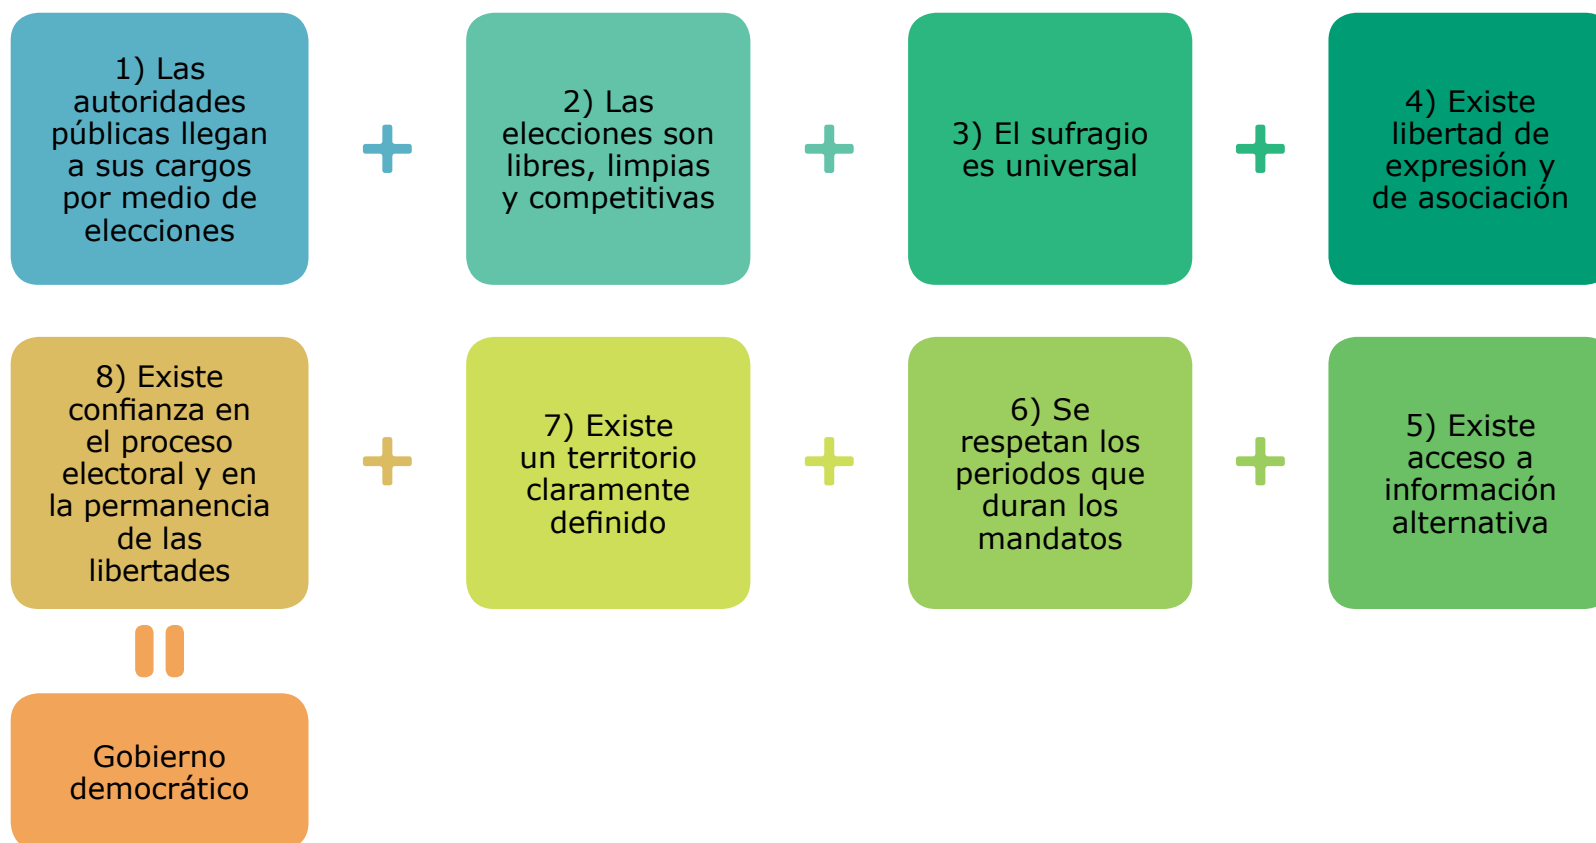 1) Las
autoridades
públicas llegan
a sus cargos
por medio de
elecciones
2) Las
elecciones son
libres, limpias
y competitivas
3) El sufragio
es universal
4) Existe
libertad de
expresión y
de asociación
5) Existe
acceso a
información
alternativa
6) Se
respetan los
periodos que
duran los
mandatos
7) Existe
un territorio
claramente
definido
8) Existe
confianza en
el proceso
electoral y en
la permanencia
de las
libertades
Gobierno
democrático